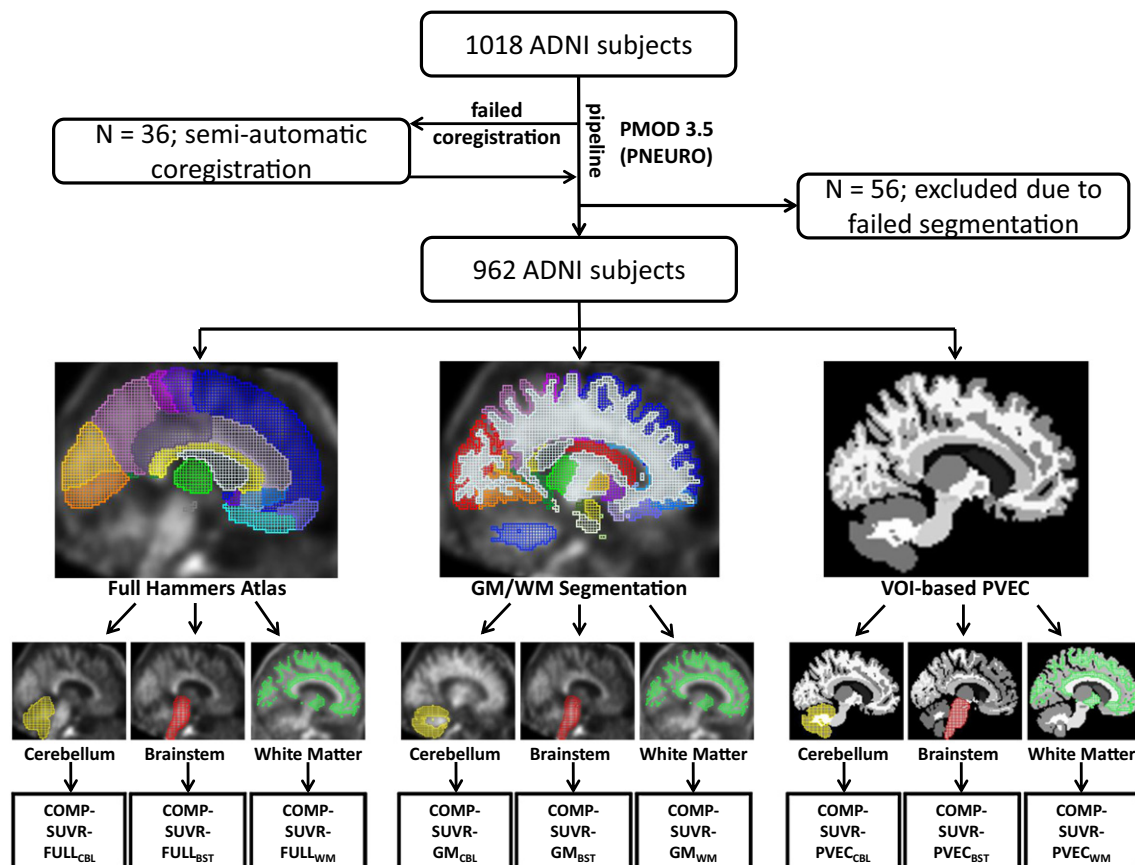 1018 ADNI subjects
failed
coregistration
pipeline
PMOD 3.5
(PNEURO)
N = 36; semi-automatic
coregistration
N = 56; excluded due to
failed segmentation
962 ADNI subjects
Full Hammers Atlas
GM/WM Segmentation
VOI-based PVEC
Cerebellum
Brainstem
White Matter
Cerebellum
Brainstem
White Matter
Cerebellum
Brainstem
White Matter
COMP-
SUVR-
FULLCBL
COMP-
SUVR-
FULLBST
COMP-
SUVR-
FULLWM
COMP-
SUVR-
GMCBL
COMP-
SUVR-
GMBST
COMP-
SUVR-
GMWM
COMP-
SUVR-
PVECCBL
COMP-
SUVR-
PVECBST
COMP-
SUVR-
PVECWM